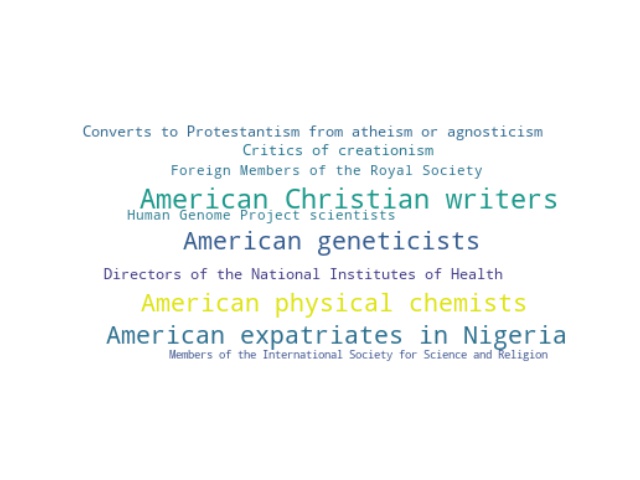 Converts to Protestantism from atheism or agnosticism
Critics of creationism
Foreign Members of the Royal Society
American Christian writers
Human Genome Project scientists
American geneticists
Directors of the National Institutes of Health
American physical chemists
American expatriates in Nigeria
Members of the International Society for Science and Religion